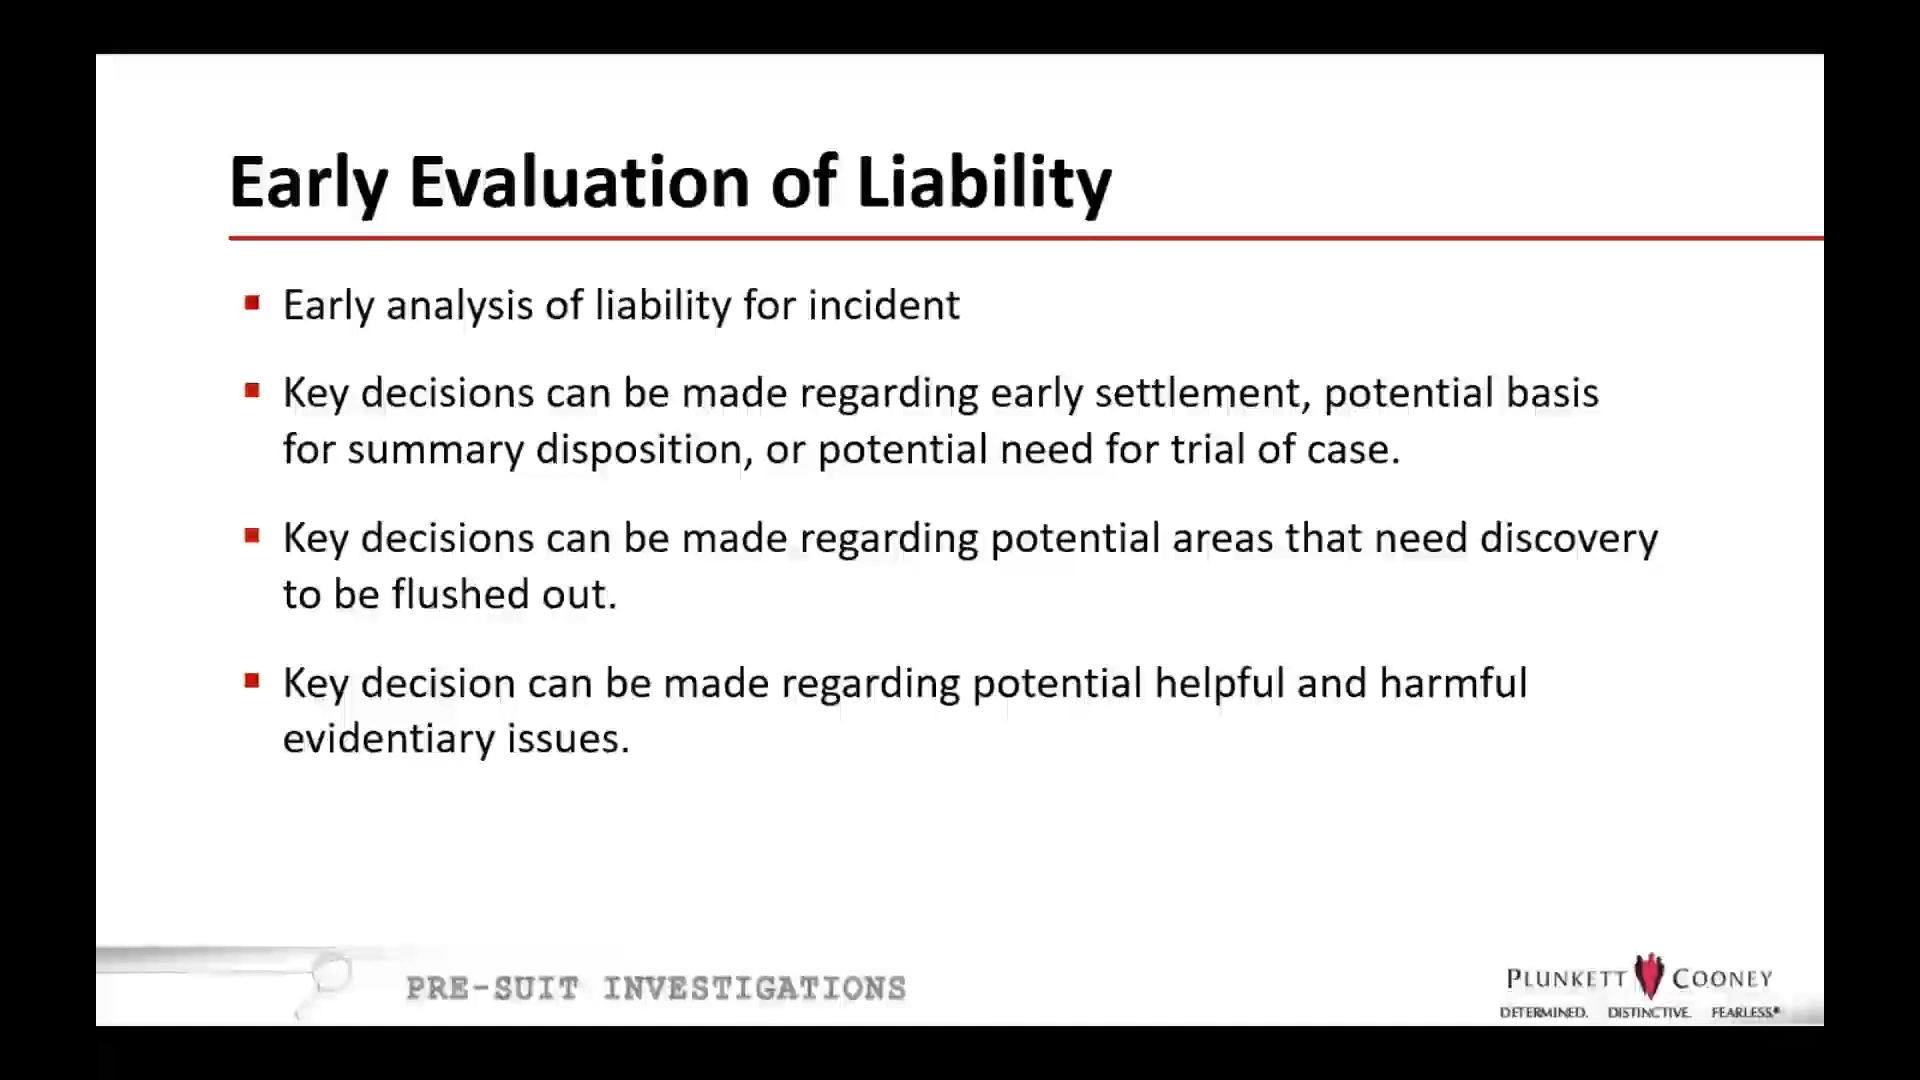 Early Evaluation of Liability
▪ Early analysis of liability for incident
▪ Key decisions can be made regarding early settlement, potential basis
for summary disposition, or potential need for trial of case.
▪ Key decisions can be made regarding potential areas that need discovery
to be flushed out.
▪ Key decision can be made regarding potential helpful and harmful
evidentiary issues.
PRE-SUIT INVESTIGATIONS
PLUNKETT COONEY
DETERMINED. DISTINCTIVE. FEARLESS.®